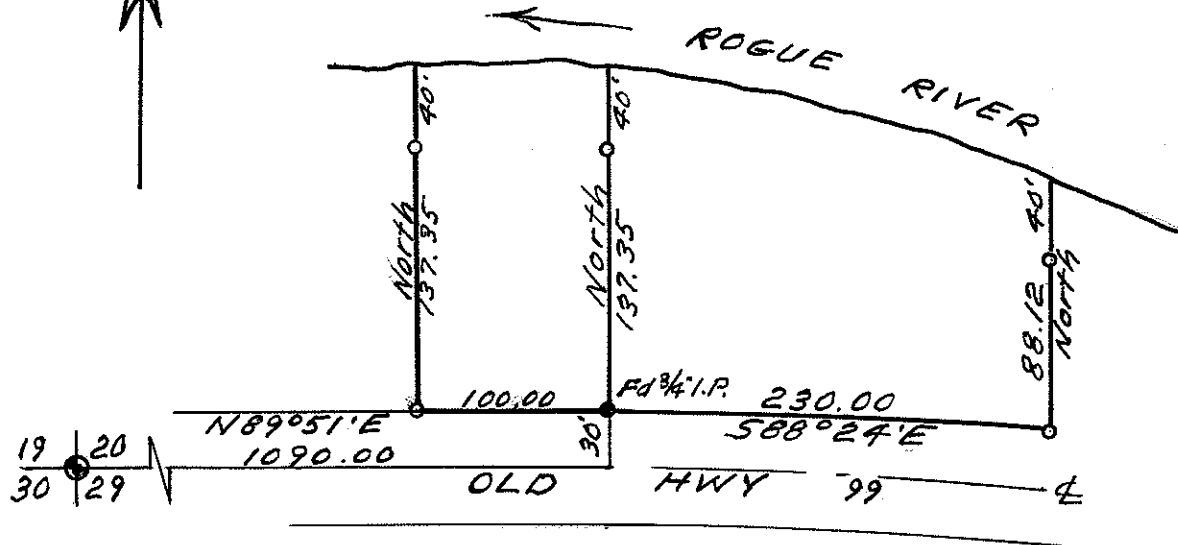 ROGUE RIVER
40'
40'
40'
North
137.35
North
137.35
88.12
North
Fd 3/4" I.P.
100.00
230.00
N89°51'E
S88°24'E
1090.00
30'
19 20
30 29
OLD HWY 99 ℄